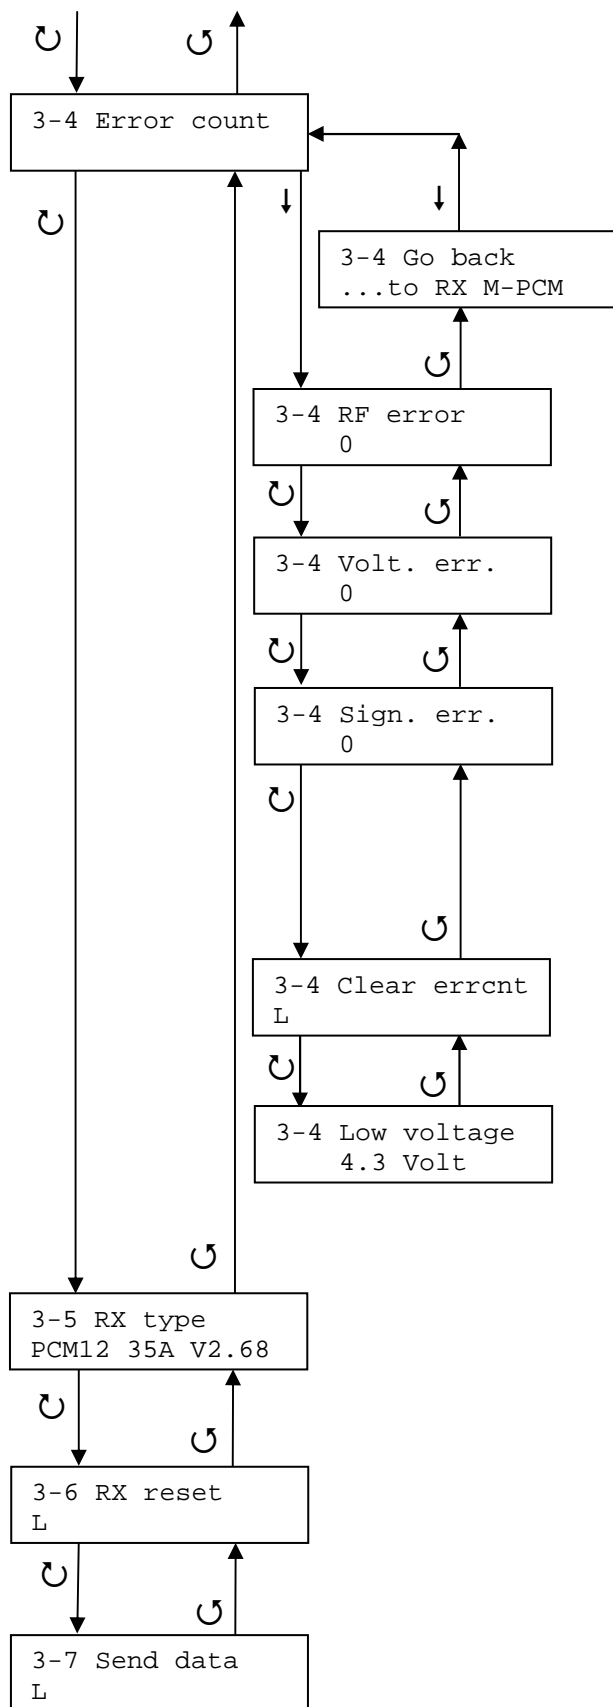 3-4 Error count
3-4 Go back
...to RX M-PCM
3-4 RF error
0
3-4 Volt. err.
0
3-4 Sign. err.
0
3-4 Clear errcnt
L
3-4 Low voltage
4.3 Volt
3-5 RX type
PCM12 35A V2.68
3-6 RX reset
L
3-7 Send data
L